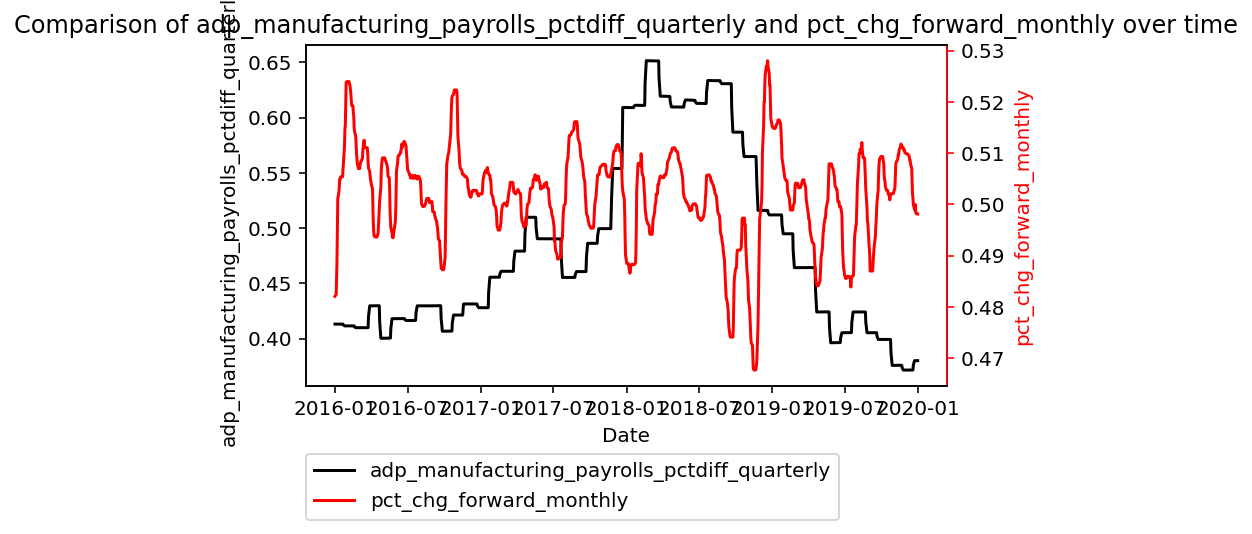 Comparison of adp_manufacturing_payrolls_pctdiff_quarterly and pct_chg_forward_monthly over time
adp_manufacturing_payrolls_pctdiff_quarterly
0.65
0.60
0.55
0.50
0.45
0.40
0.53
0.52
0.51
0.50
0.49
0.48
0.47
pct_chg_forward_monthly
2016-01 2016-07 2017-01 2017-07 2018-01 2018-07 2019-01 2019-07 2020-01
Date
adp_manufacturing_payrolls_pctdiff_quarterly
pct_chg_forward_monthly